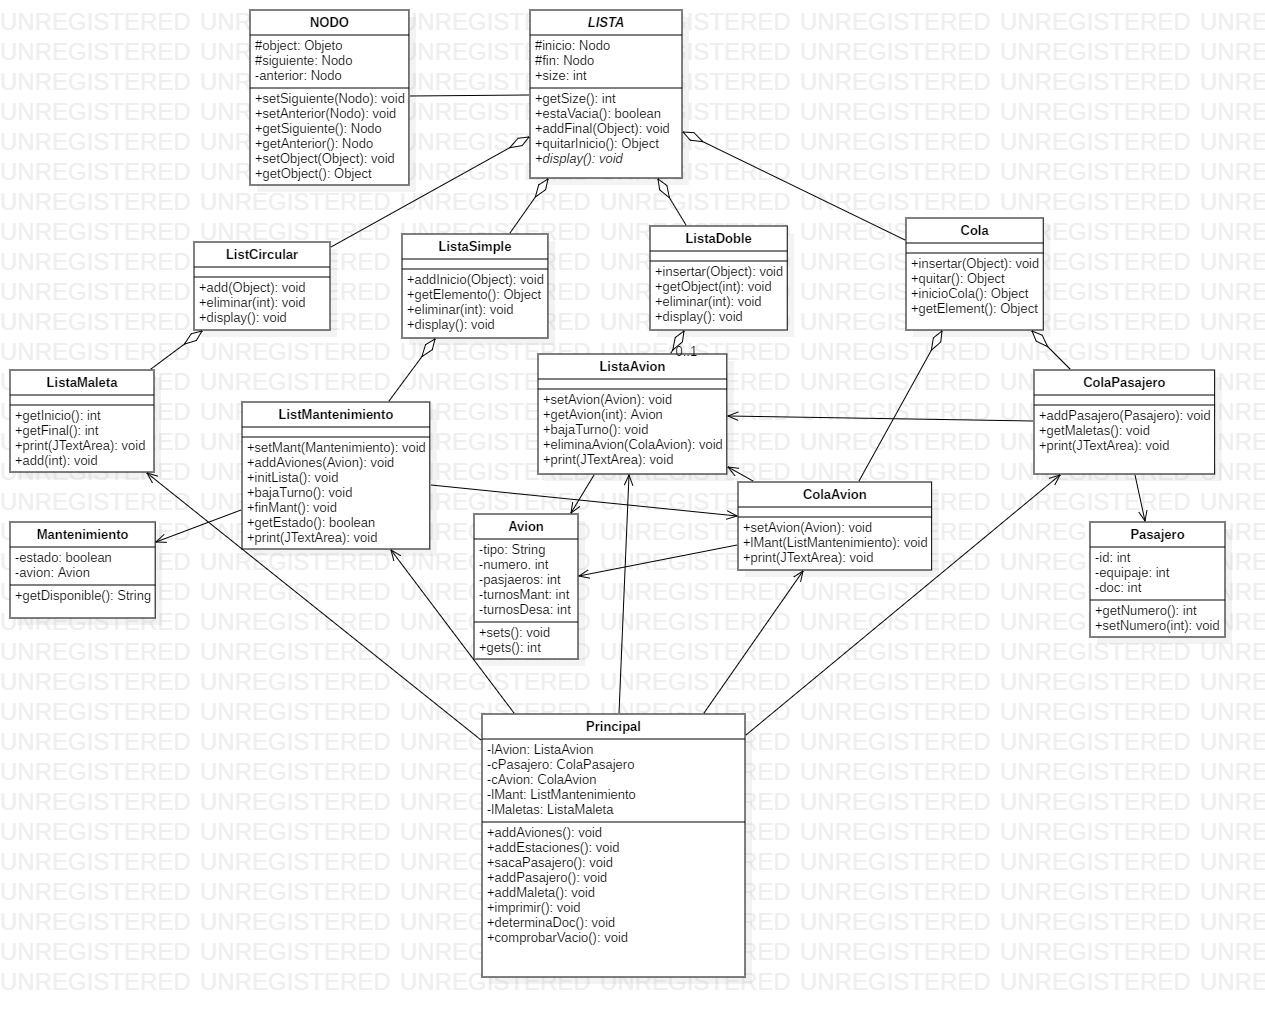 NODO
#object: Objeto
#siguiente: Nodo
-anterior: Nodo
+setSiguiente(Nodo): void
+setAnterior(Nodo): void
+getSiguiente(): Nodo
+getAnterior(): Nodo
+setObject(Object): void
+getObject(): Object
LISTA
#inicio: Nodo
#fin: Nodo
+size: int
+getSize(): int
+estaVacia(): boolean
+addFinal(Object): void
+quitarInicio(): Object
+display(): void
ListCircular
+add(Object): void
+eliminar(int): void
+display(): void
ListaSimple
+addInicio(Object): void
+getElemento(): Object
+eliminar(int): void
+display(): void
ListaDoble
+insertar(Object): void
+getObject(int): void
+eliminar(int): void
+display(): void
Cola
+insertar(Object): void
+quitar(): Object
+inicioCola(): Object
+getElement(): Object
0..1
ListaMaleta
+getInicio(): int
+getFinal(): int
+print(JTextArea): void
+add(int): void
ListMantenimiento
+setMant(Mantenimiento): void
+addAviones(Avion): void
+initLista(): void
+bajaTurno(): void
+finMant(): void
+getEstado(): boolean
+print(JTextArea): void
ListaAvion
+setAvion(Avion): void
+getAvion(int): Avion
+bajaTurno(): void
+eliminaAvion(ColaAvion): void
+print(JTextArea): void
ColaPasajero
+addPasajero(Pasajero): void
+getMaletas(): void
+print(JTextArea): void
Mantenimiento
-estado: boolean
-avion: Avion
+getDisponible(): String
Avion
-tipo: String
-numero. int
-pasjaeros: int
-turnosMant: int
-turnosDesa: int
+sets(): void
+gets(): int
ColaAvion
+setAvion(Avion): void
+lMant(ListMantenimiento): void
+print(JTextArea): void
Pasajero
-id: int
-equipaje: int
-doc: int
+getNumero(): int
+setNumero(int): void
Principal
-lAvion: ListaAvion
-cPasajero: ColaPasajero
-cAvion: ColaAvion
-lMant: ListMantenimiento
-lMaletas: ListaMaleta
+addAviones(): void
+addEstaciones(): void
+sacaPasajero(): void
+addPasajero(): void
+addMaleta(): void
+imprimir(): void
+determinaDoc(): void
+comprobarVacio(): void
UNREGISTERED